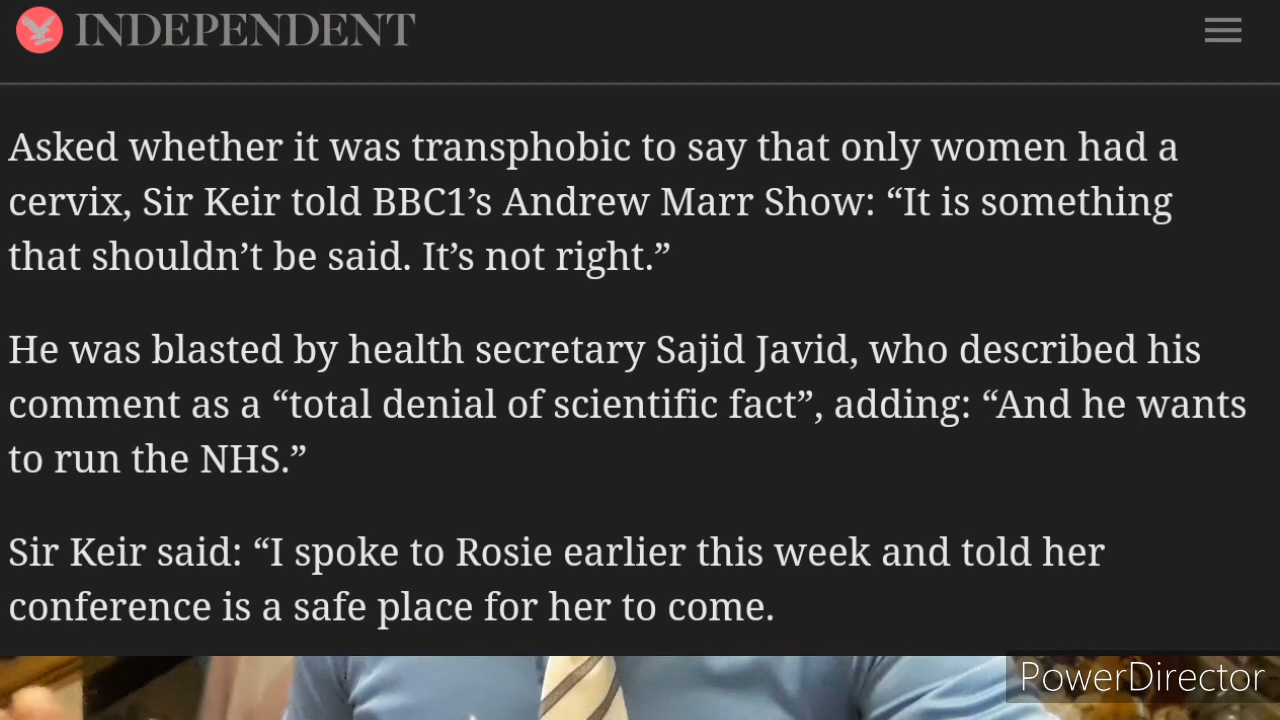 INDEPENDENT
Asked whether it was transphobic to say that only women had a
cervix, Sir Keir told BBC1’s Andrew Marr Show: “It is something
that shouldn’t be said. It’s not right.”
He was blasted by health secretary Sajid Javid, who described his
comment as a “total denial of scientific fact”, adding: “And he wants
to run the NHS.”
Sir Keir said: “I spoke to Rosie earlier this week and told her
conference is a safe place for her to come.
PowerDirector